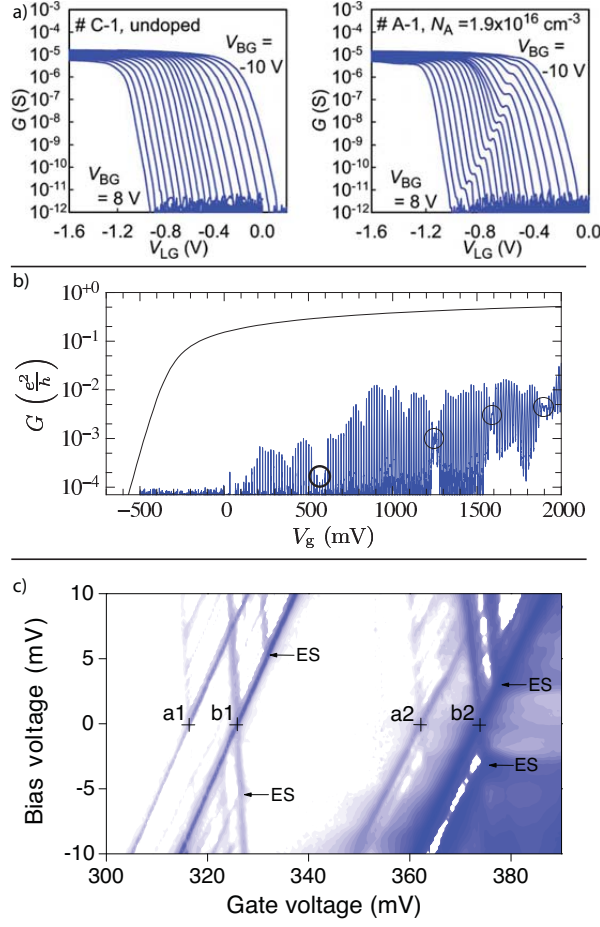 a)
# C-1, undoped
V_BG =
-10 V
V_BG
= 8 V
G (S)
10^-3
10^-4
10^-5
10^-6
10^-7
10^-8
10^-9
10^-10
10^-11
10^-12
-1.6 -1.2 -0.8 -0.4 0.0
V_LG (V)
# A-1, N_A =1.9x10^16 cm^-3
V_BG =
-10 V
V_BG
= 8 V
G (S)
10^-3
10^-4
10^-5
10^-6
10^-7
10^-8
10^-9
10^-10
10^-11
10^-12
-1.6 -1.2 -0.8 -0.4 0.0
V_LG (V)
b)
G (e^2/h)
10^+0
10^-1
10^-2
10^-3
10^-4
−500 0 500 1000 1500 2000
V_g (mV)
c)
Bias voltage (mV)
10
5
0
-5
-10
ES
ES
a1 b1 a2 b2
ES
ES
300 320 340 360 380
Gate voltage (mV)